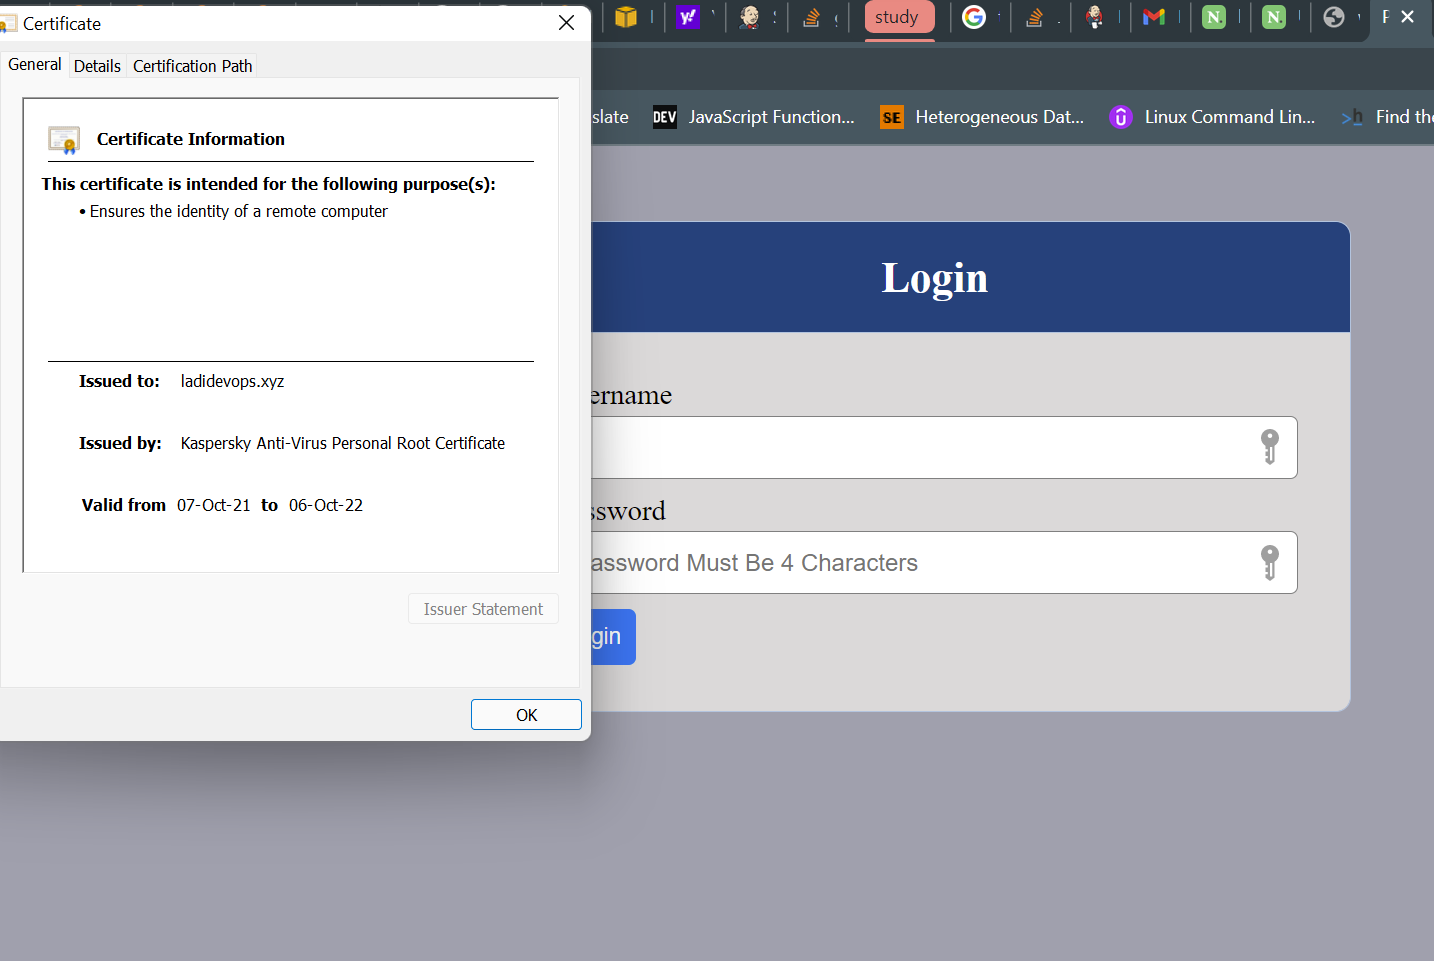 Certificate
General Details Certification Path
Certificate Information
This certificate is intended for the following purpose(s):
• Ensures the identity of a remote computer
Issued to: ladidevops.xyz
Issued by: Kaspersky Anti-Virus Personal Root Certificate
Valid from 07-Oct-21 to 06-Oct-22
Issuer Statement
OK
y!
study
G
N.
N.
slate
DEV JavaScript Function...
SE Heterogeneous Dat...
Linux Command Lin...
>h Find the
Login
ername
ssword
assword Must Be 4 Characters
gin